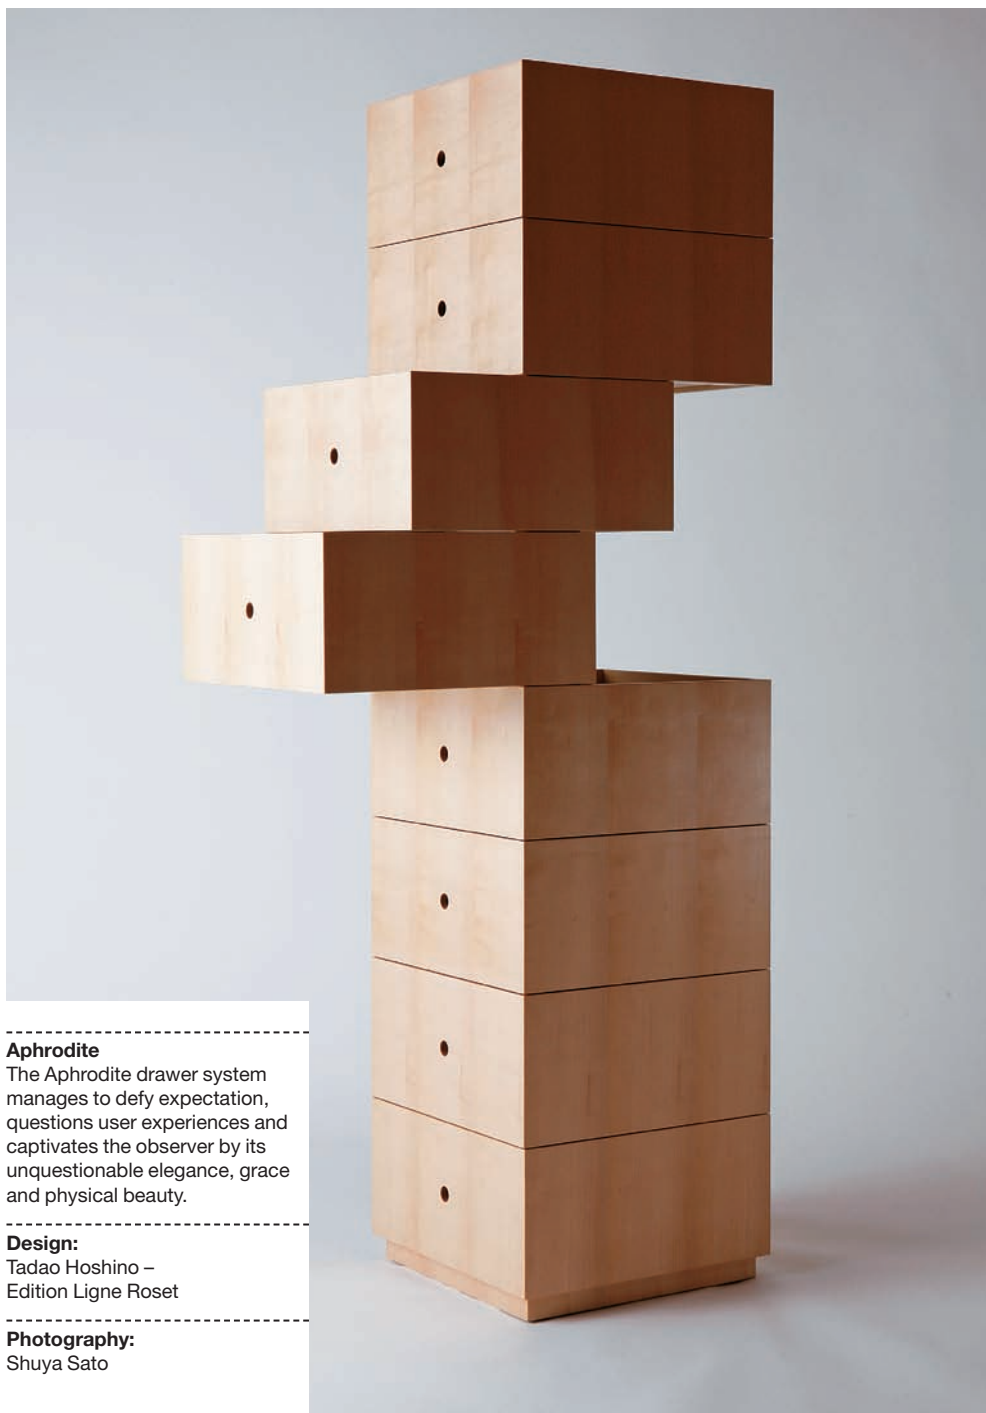 Aphrodite
The Aphrodite drawer system
manages to defy expectation,
questions user experiences and
captivates the observer by its
unquestionable elegance, grace
and physical beauty.
Design:
Tadao Hoshino –
Edition Ligne Roset
Photography:
Shuya Sato